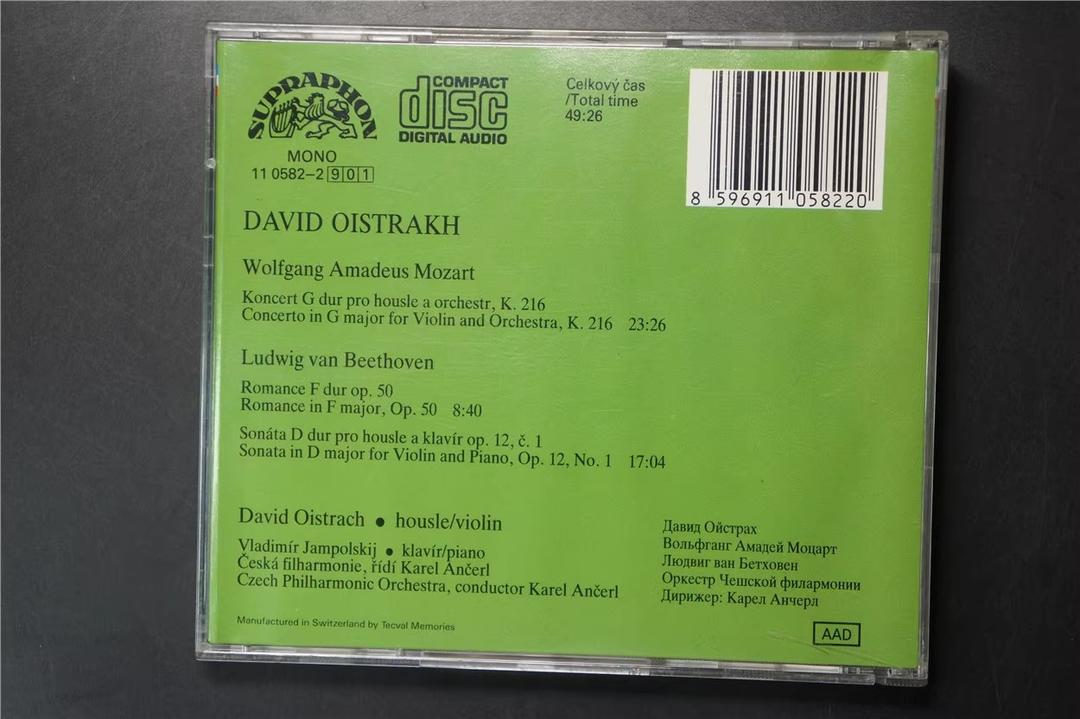 SUPRAPHON
COMPACT
disc
DIGITAL AUDIO
Celkový čas
/Total time
49:26
MONO
11 0582-2 901
8 596911 058220
DAVID OISTRAKH
Wolfgang Amadeus Mozart
Koncert G dur pro housle a orchestr, K. 216
Concerto in G major for Violin and Orchestra, K. 216 23:26
Ludwig van Beethoven
Romance F dur op. 50
Romance in F major, Op. 50 8:40
Sonáta D dur pro housle a klavír op. 12, č. 1
Sonata in D major for Violin and Piano, Op. 12, No. 1 17:04
David Oistrach ● housle/violin
Vladimír Jampolskij ● klavír/piano
Česká filharmonie, řídí Karel Ančerl
Czech Philharmonic Orchestra, conductor Karel Ančerl
Давид Ойстрах
Вольфганг Амадей Моцарт
Людвиг ван Бетховен
Оркестр Чешской филармонии
Дирижер: Карел Анчерл
Manufactured in Switzerland by Tecval Memories
AAD